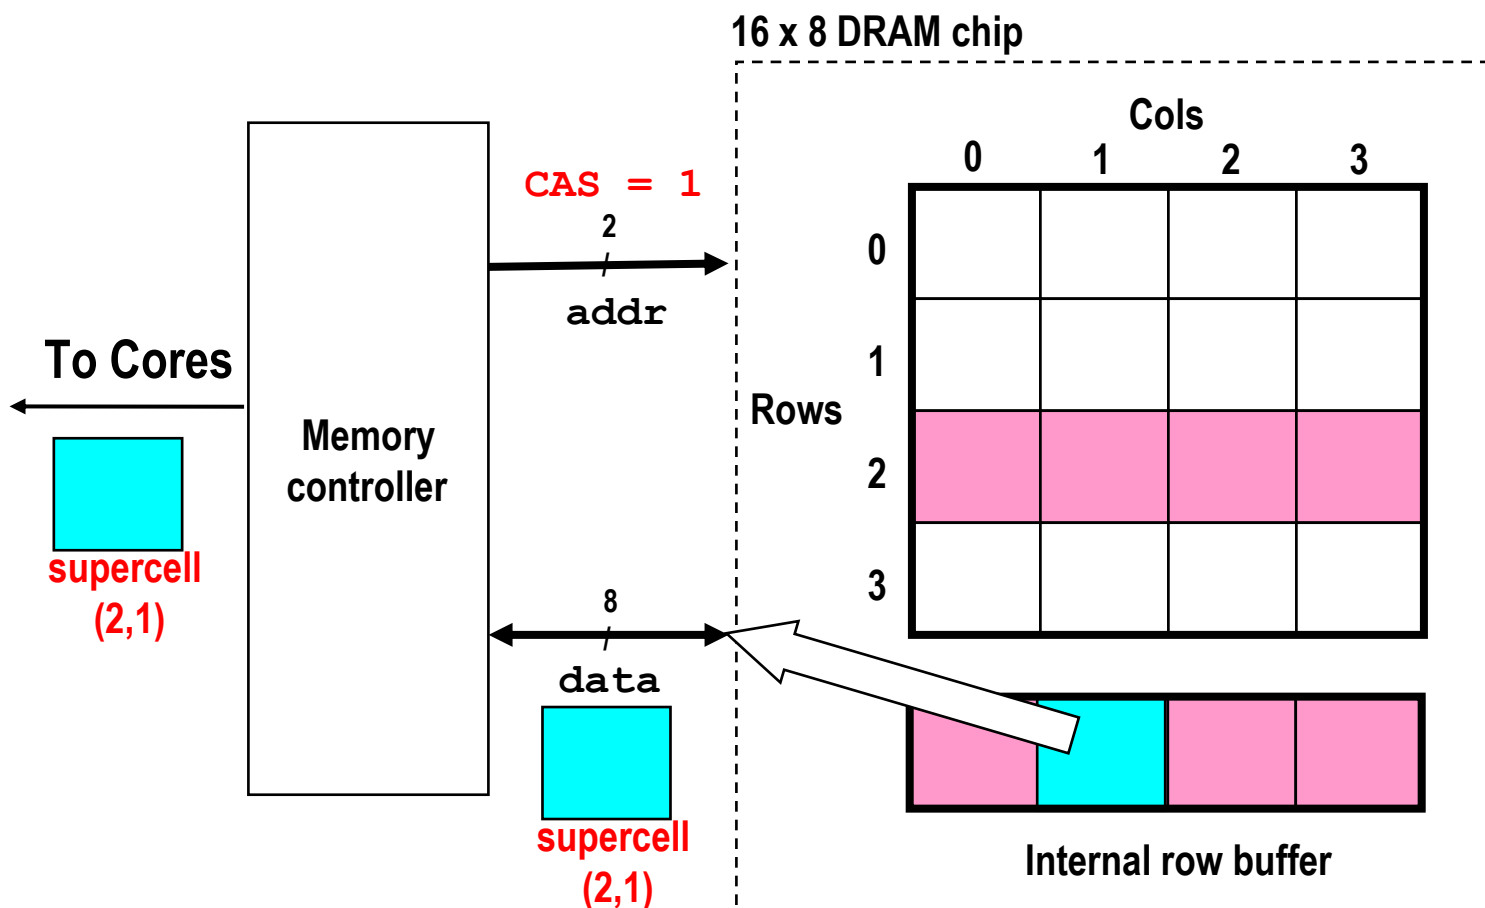 16 x 8 DRAM chip
Cols
0 1 2 3
CAS = 1
2
addr
0
1
Rows
2
3
To Cores
Memory
controller
supercell
(2,1)
8
data
supercell
(2,1)
Internal row buffer